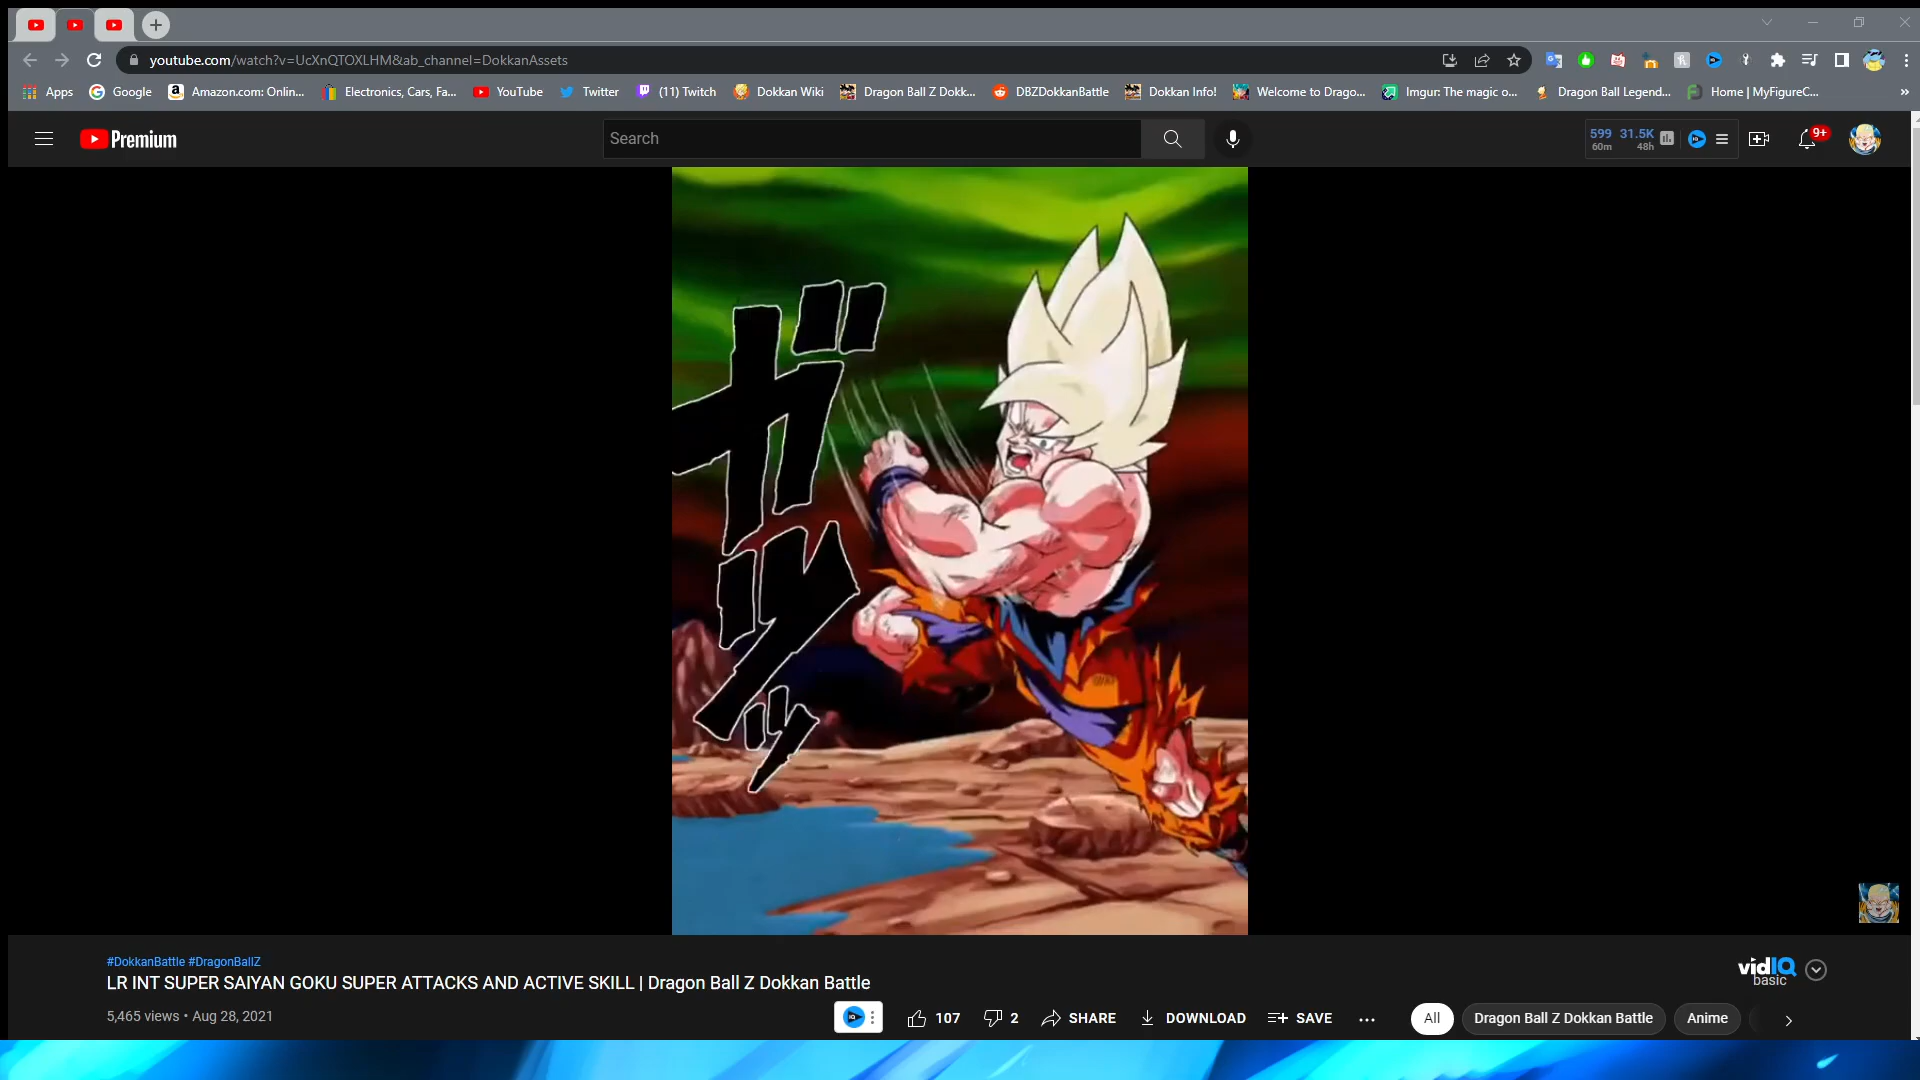 youtube.com/watch?v=UcXnQTOXLHM&ab_channel=DokkanAssets
Apps
Google
Amazon.com: Onlin...
Electronics, Cars, Fa...
YouTube
Twitter
(11) Twitch
Dokkan Wiki
Dragon Ball Z Dokk...
DBZDokkanBattle
Dokkan Info!
Welcome to Drago...
Imgur: The magic o...
Dragon Ball Legend...
Home | MyFigureC...
»
Premium
Search
599 31.5K
60m 48h
9+
ガッッ
#DokkanBattle #DragonBallZ
LR INT SUPER SAIYAN GOKU SUPER ATTACKS AND ACTIVE SKILL | Dragon Ball Z Dokkan Battle
5,465 views • Aug 28, 2021
vidIQ
basic
107
2
SHARE
DOWNLOAD
SAVE
All
Dragon Ball Z Dokkan Battle
Anime